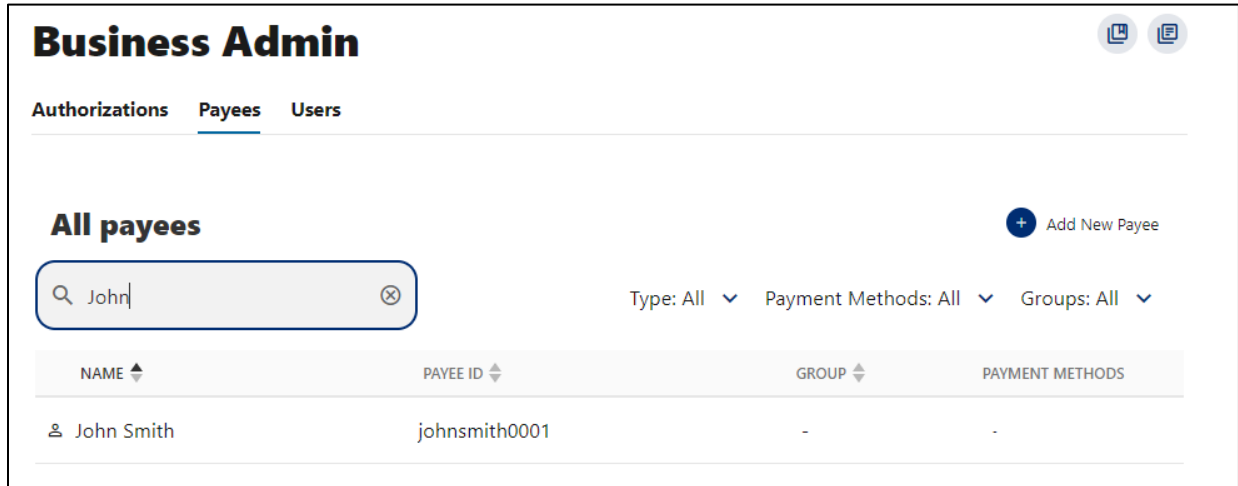 Business Admin
Authorizations Payees Users
All payees
Add New Payee
John
Type: All Payment Methods: All Groups: All
NAME PAYEE ID GROUP PAYMENT METHODS
John Smith johnsmith0001 - -